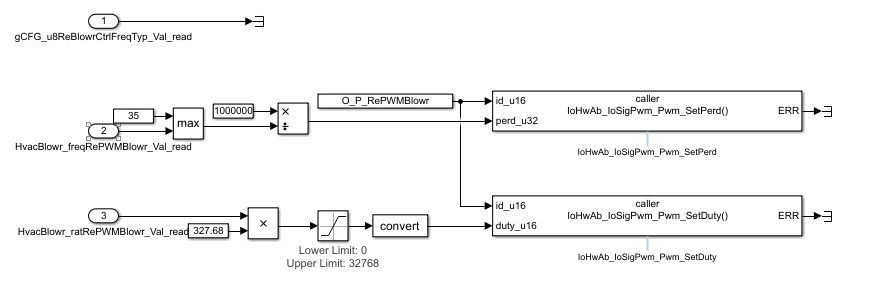 1
gCFG_u8ReBlowrCtrlFreqTyp_Val_read
35
2
HvacBlowr_freqRePWMBlowr_Val_read
max
1000000
×
÷
O_P_RePWMBlowr
id_u16
perd_u32
caller
IoHwAb_IoSigPwm_Pwm_SetPerd()
ERR
IoHwAb_IoSigPwm_Pwm_SetPerd
3
HvacBlowr_ratRePWMBlowr_Val_read
327.68
×
Lower Limit: 0
Upper Limit: 32768
convert
id_u16
duty_u16
caller
IoHwAb_IoSigPwm_Pwm_SetDuty()
ERR
IoHwAb_IoSigPwm_Pwm_SetDuty